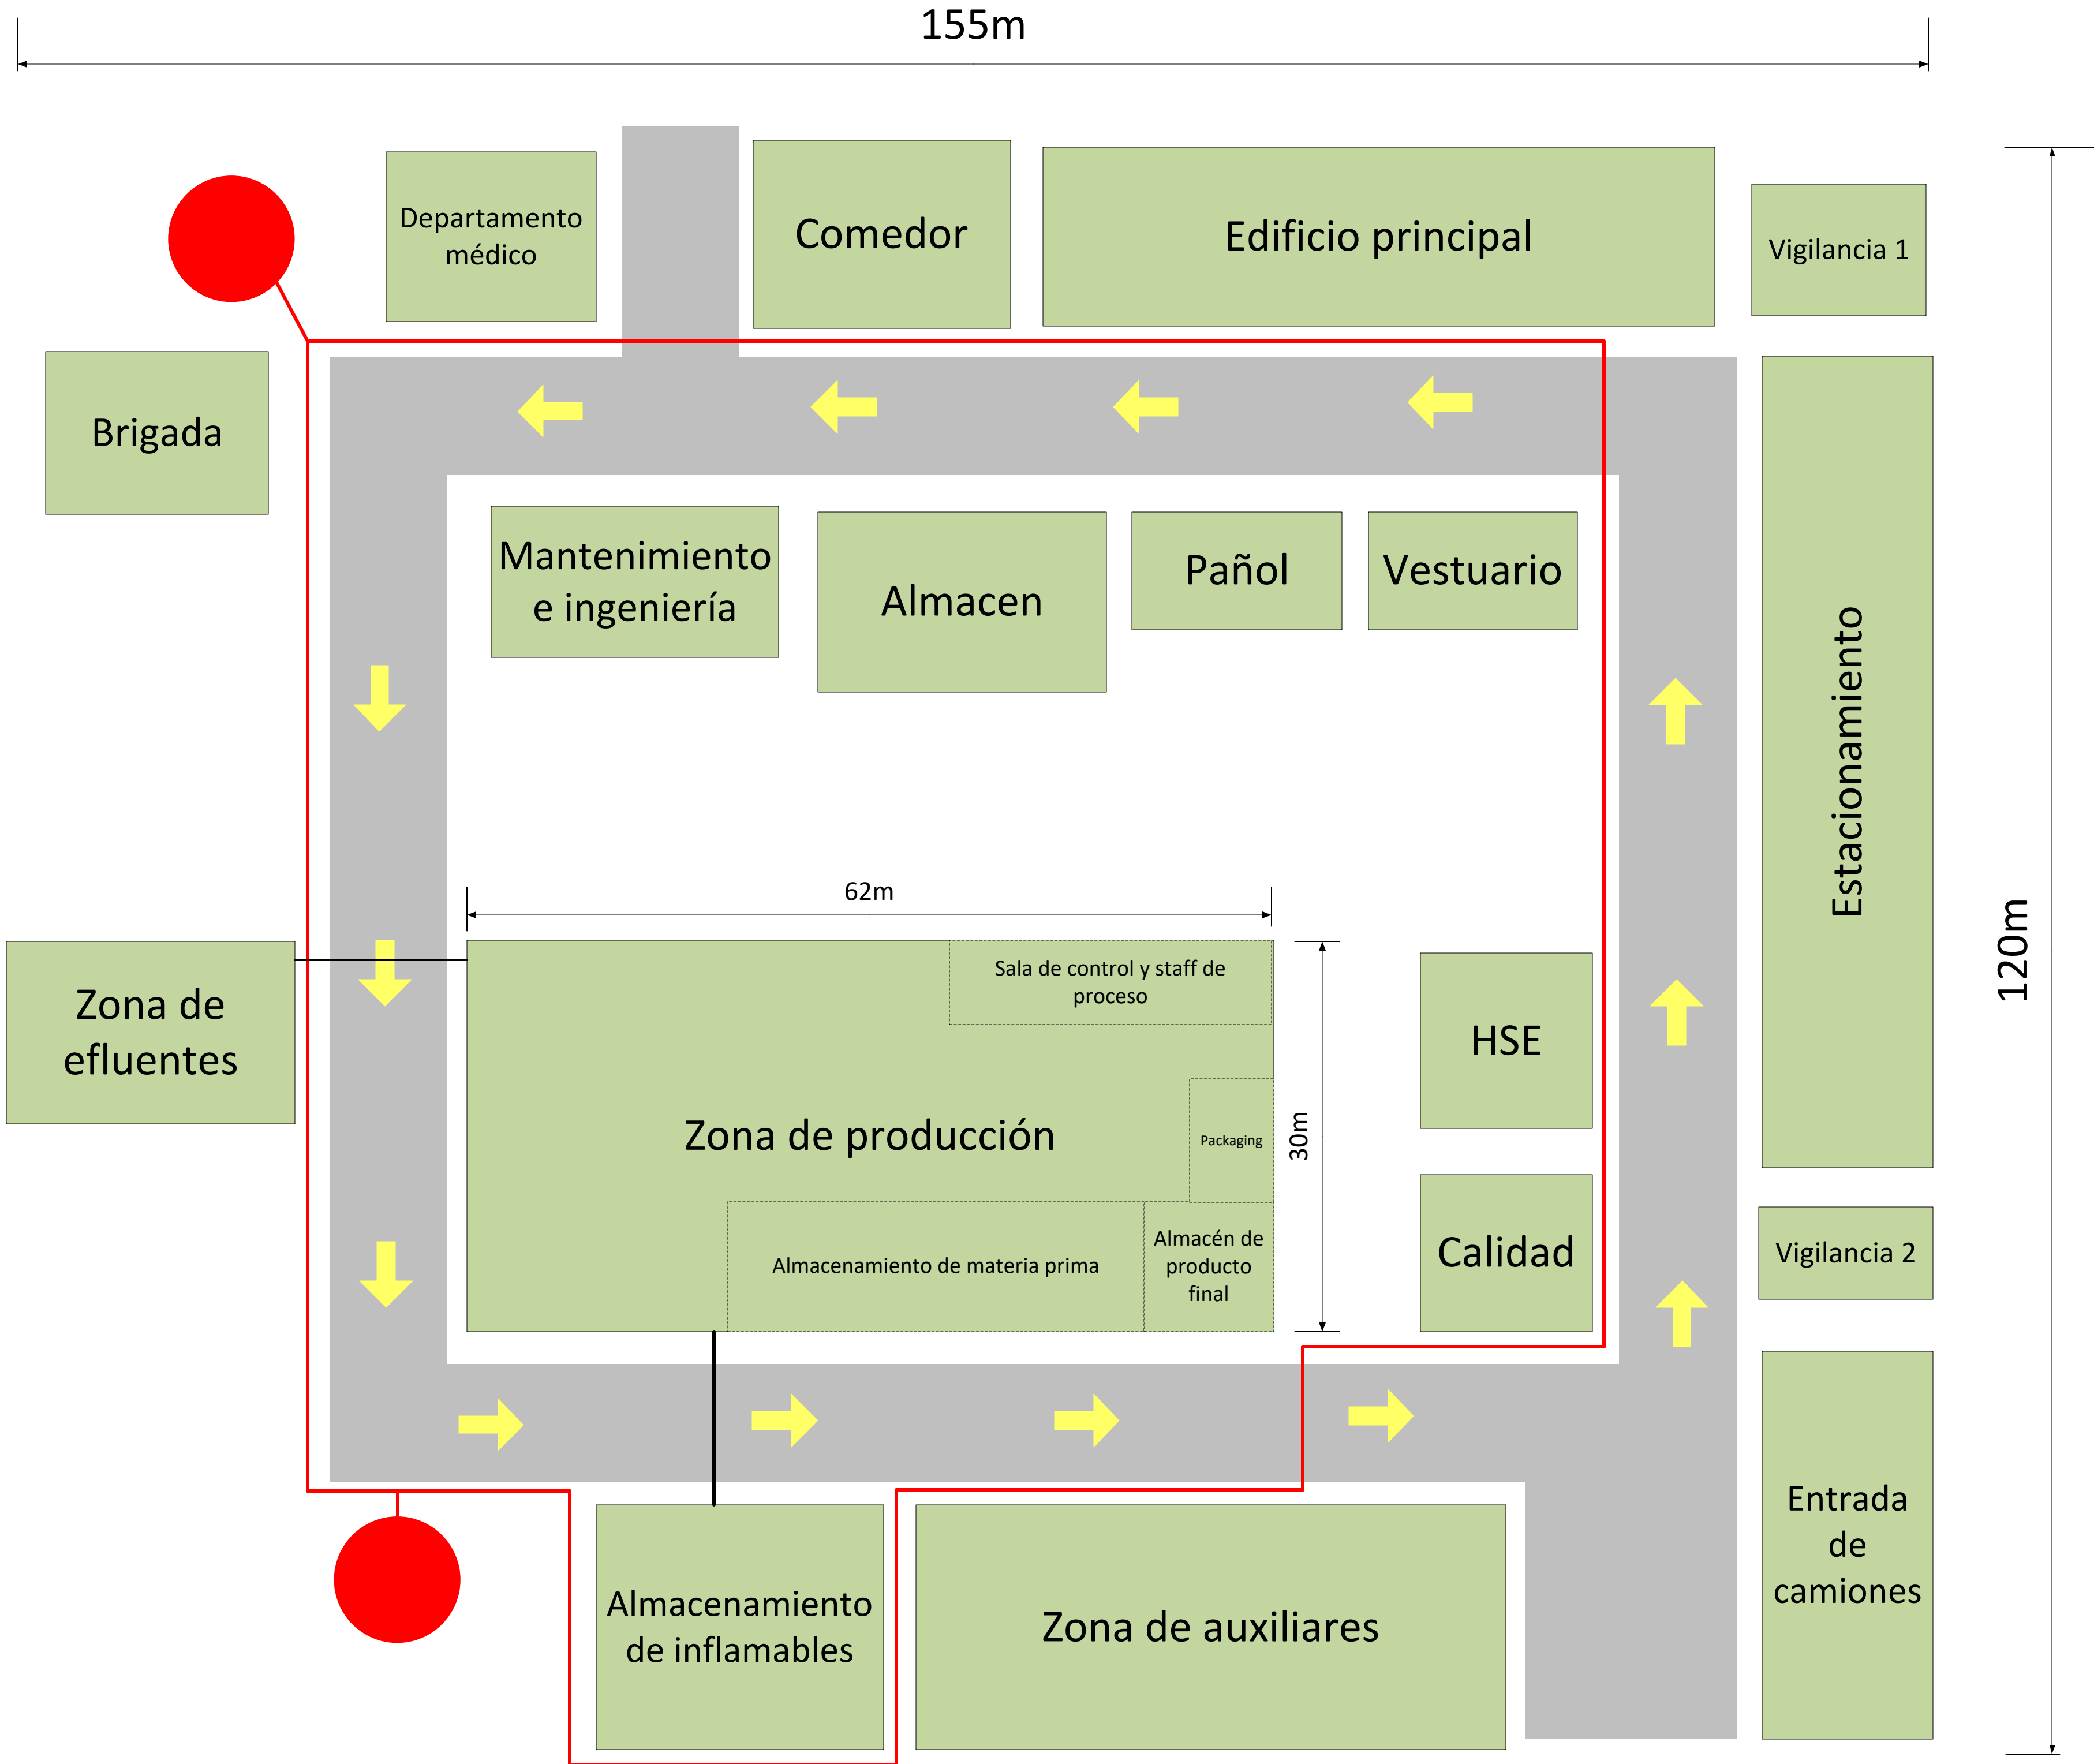 155m
Departamento
médico
Comedor
Edificio principal
Vigilancia 1
Brigada
Mantenimiento
e ingeniería
Almacen
Pañol
Vestuario
Estacionamiento
62m
120m
Zona de
efluentes
Sala de control y staff de
proceso
HSE
Zona de producción
Packaging
30m
Almacenamiento de materia prima
Almacén de
producto
final
Calidad
Vigilancia 2
Entrada
de
camiones
Almacenamiento
de inflamables
Zona de auxiliares